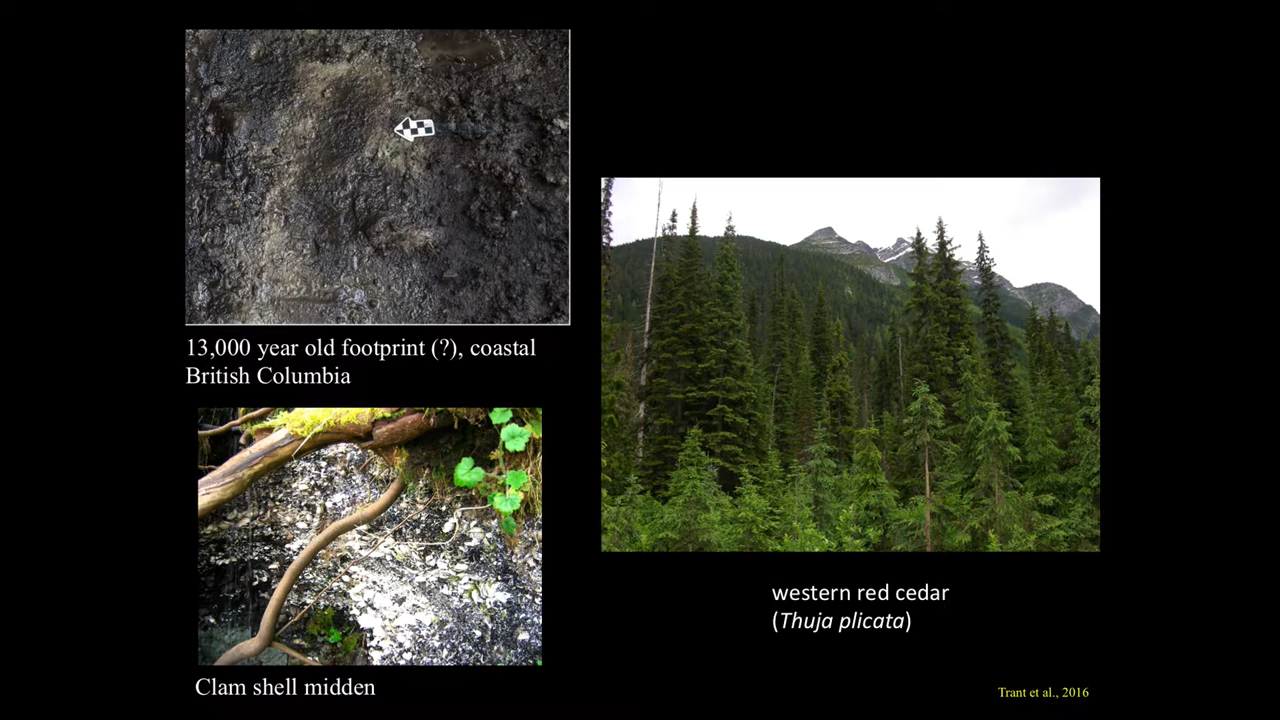 13,000 year old footprint (?), coastal
British Columbia
Clam shell midden
western red cedar
(Thuja plicata)
Trant et al., 2016